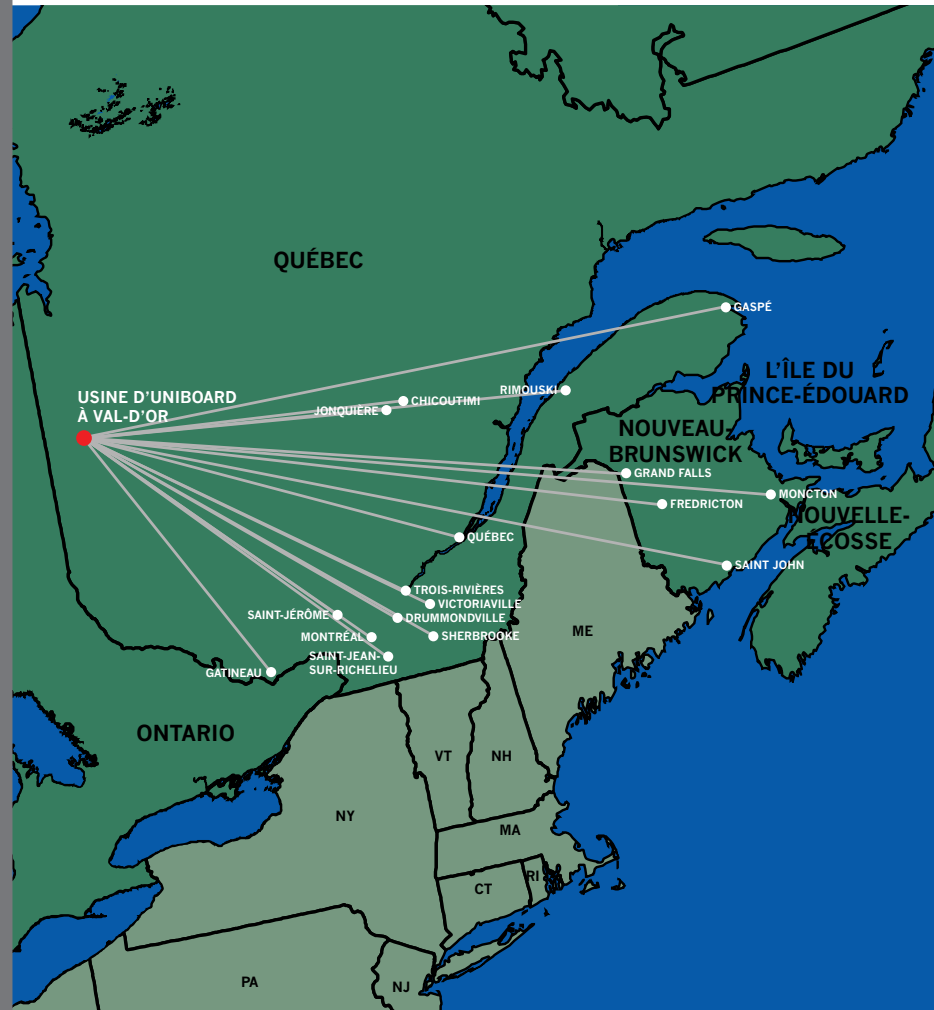 QUÉBEC
GASPÉ
L'ÎLE DU
PRINCE-ÉDOUARD
USINE D'UNIBOARD
À VAL-D'OR
RIMOUSKI
CHICOUTIMI
JONQUIÈRE
NOUVEAU-
BRUNSWICK
GRAND FALLS
MONCTON
FREDRICTON
NOUVELLE-
ÉCOSSE
QUÉBEC
SAINT JOHN
TROIS-RIVIÈRES
VICTORIAVILLE
SAINT-JÉRÔME
DRUMMONDVILLE
MONTRÉAL
SHERBROOKE
ME
SAINT-JEAN-
SUR-RICHELIEU
GATINEAU
ONTARIO
VT
NH
NY
MA
CT
RI
PA
NJ